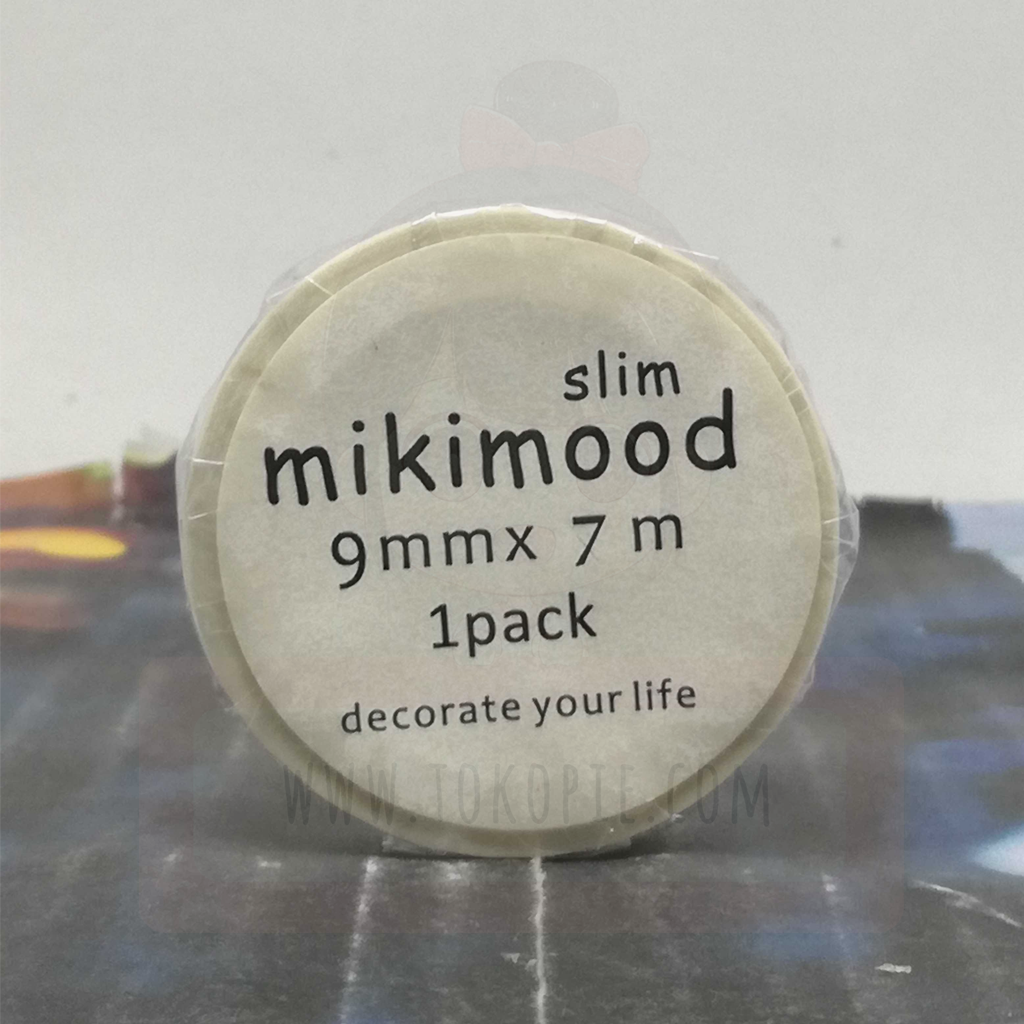 slim
mikimood
9mmx 7 m
1pack
decorate your life
WWW.TOKOPIE.COM